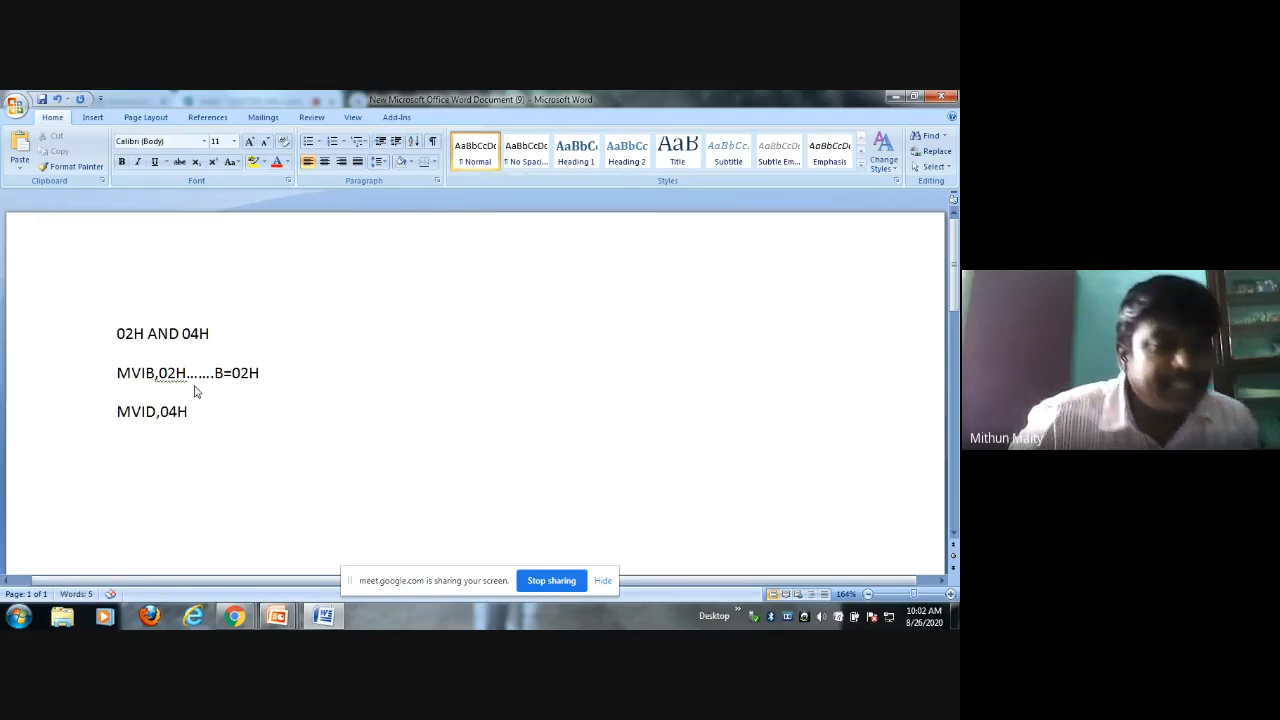 New Microsoft Office Word Document (9) - Microsoft Word
Home Insert Page Layout References Mailings Review View Add-Ins
Paste
Cut
Copy
Format Painter
Clipboard
Calibri (Body) 11
Font
Paragraph
AaBbCcDc AaBbCcDc AaBbC AaBbCc AaB AaBbCc. AaBbCcDc AaBbCcDc
¶ Normal ¶ No Spaci... Heading 1 Heading 2 Title Subtitle Subtle Em... Emphasis
Styles
Change Styles
Find
Replace
Select
Editing
02H AND 04H
MVIB,02H…….B=02H
MVID,04H
Mithun Maity
meet.google.com is sharing your screen. Stop sharing Hide
Page: 1 of 1 Words: 5 164%
Desktop
10:02 AM
8/26/2020